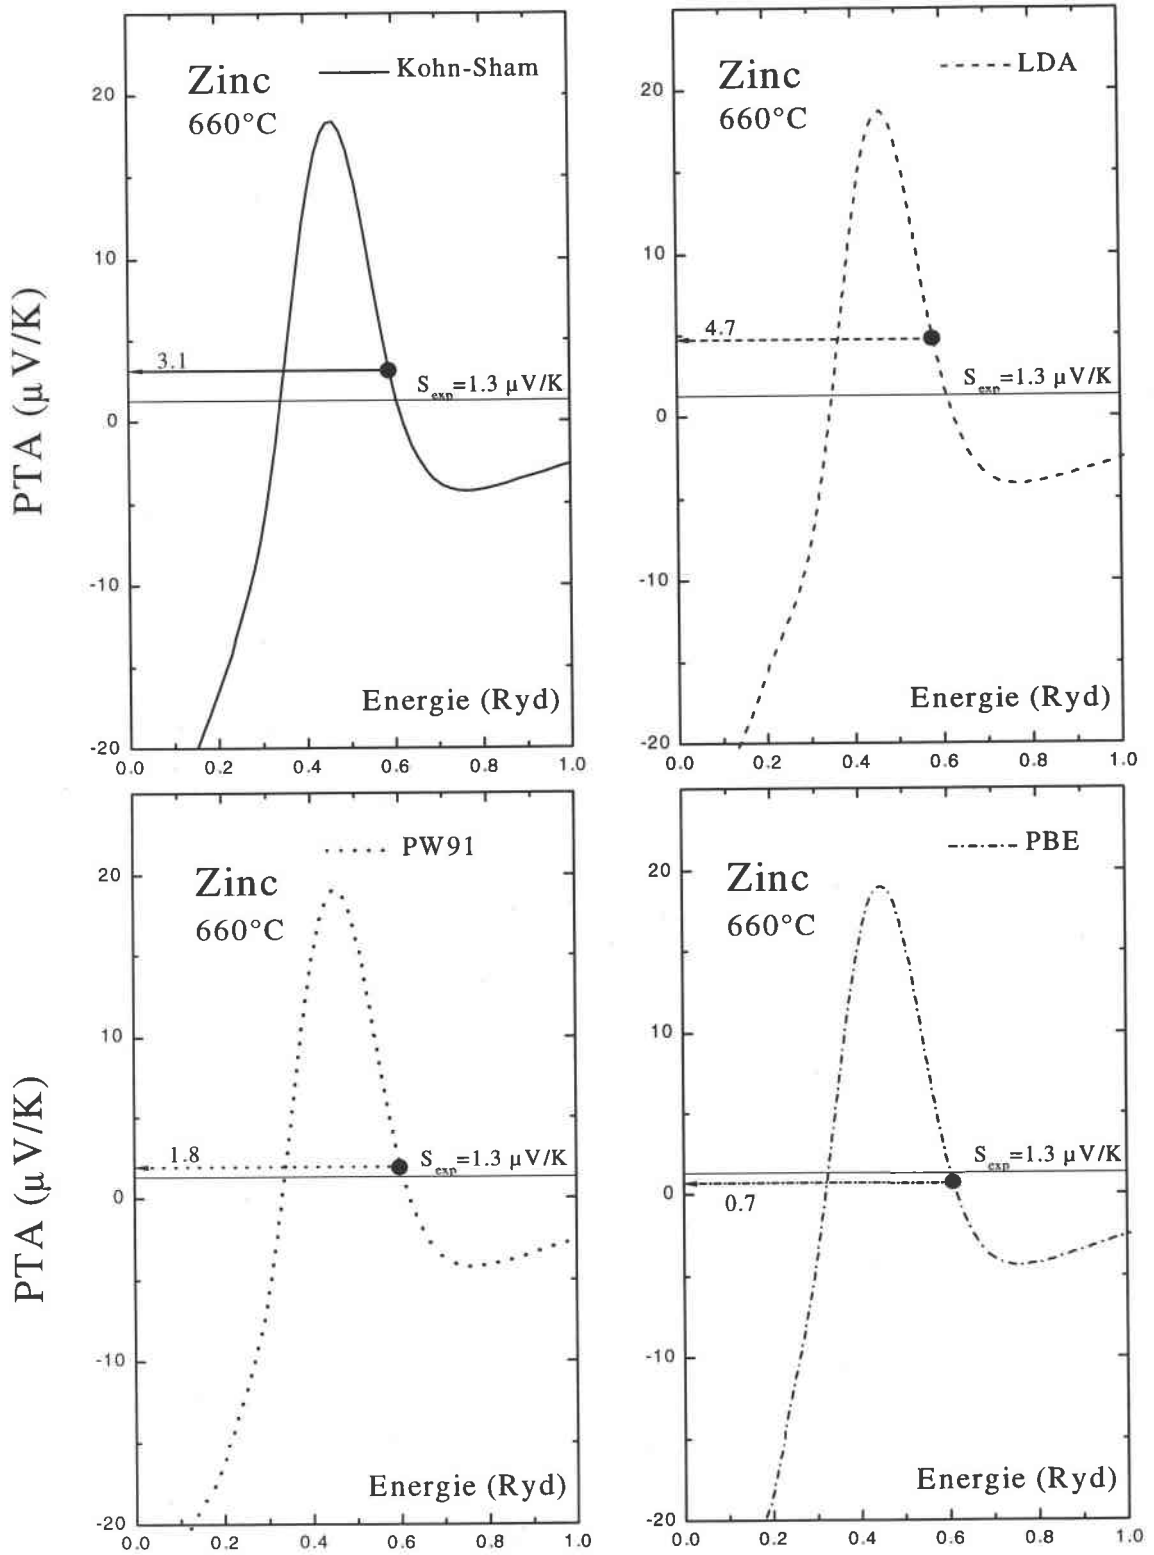 Zinc
660°C
Kohn-Sham
20
10
0
-10
-20
3.1
S_exp=1.3 µV/K
Energie (Ryd)
0.0 0.2 0.4 0.6 0.8 1.0
PTA (µV/K)
Zinc
660°C
LDA
20
10
0
-10
-20
4.7
S_exp=1.3 µV/K
Energie (Ryd)
0.0 0.2 0.4 0.6 0.8 1.0
PW91
Zinc
660°C
20
10
0
-10
-20
1.8
S_exp=1.3 µV/K
Energie (Ryd)
0.0 0.2 0.4 0.6 0.8 1.0
PTA (µV/K)
PBE
Zinc
660°C
20
10
0
-10
-20
S_exp=1.3 µV/K
0.7
Energie (Ryd)
0.0 0.2 0.4 0.6 0.8 1.0